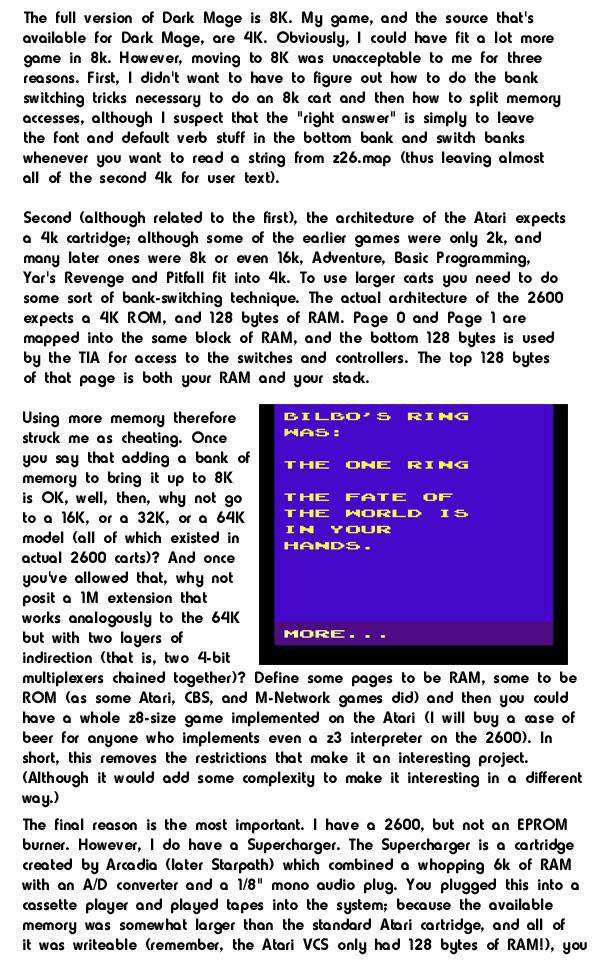 The full version of Dark Mage is 8K. My game, and the source that's
available for Dark Mage, are 4K. Obviously, I could have fit a lot more
game in 8k. However, moving to 8K was unacceptable to me for three
reasons. First, I didn't want to have to figure out how to do the bank
switching tricks necessary to do an 8k cart and then how to split memory
accesses, although I suspect that the "right answer" is simply to leave
the font and default verb stuff in the bottom bank and switch banks
whenever you want to read a string from z26.map (thus leaving almost
all of the second 4k for user text).
Second (although related to the first), the architecture of the Atari expects
a 4k cartridge; although some of the earlier games were only 2k, and
many later ones were 8k or even 16k, Adventure, Basic Programming,
Yar's Revenge and Pitfall fit into 4k. To use larger carts you need to do
some sort of bank-switching technique. The actual architecture of the 2600
expects a 4K ROM, and 128 bytes of RAM. Page 0 and Page 1 are
mapped into the same block of RAM, and the bottom 128 bytes is used
by the TIA for access to the switches and controllers. The top 128 bytes
of that page is both your RAM and your stack.
Using more memory therefore
struck me as cheating. Once
you say that adding a bank of
memory to bring it up to 8K
is OK, well, then, why not go
to a 16K, or a 32K, or a 64K
model (all of which existed in
actual 2600 carts)? And once
you've allowed that, why not
posit a 1M extension that
works analogously to the 64K
but with two layers of
indirection (that is, two 4-bit
BILBO'S RING
WAS:
THE ONE RING
THE FATE OF
THE WORLD IS
IN YOUR
HANDS.
MORE...
multiplexers chained together)? Define some pages to be RAM, some to be
ROM (as some Atari, CBS, and M-Network games did) and then you could
have a whole z8-size game implemented on the Atari (I will buy a case of
beer for anyone who implements even a z3 interpreter on the 2600). In
short, this removes the restrictions that make it an interesting project.
(Although it would add some complexity to make it interesting in a different
way.)
The final reason is the most important. I have a 2600, but not an EPROM
burner. However, I do have a Supercharger. The Supercharger is a cartridge
created by Arcadia (later Starpath) which combined a whopping 6k of RAM
with an A/D converter and a 1/8" mono audio plug. You plugged this into a
cassette player and played tapes into the system; because the available
memory was somewhat larger than the standard Atari cartridge, and all of
it was writeable (remember, the Atari VCS only had 128 bytes of RAM!), you